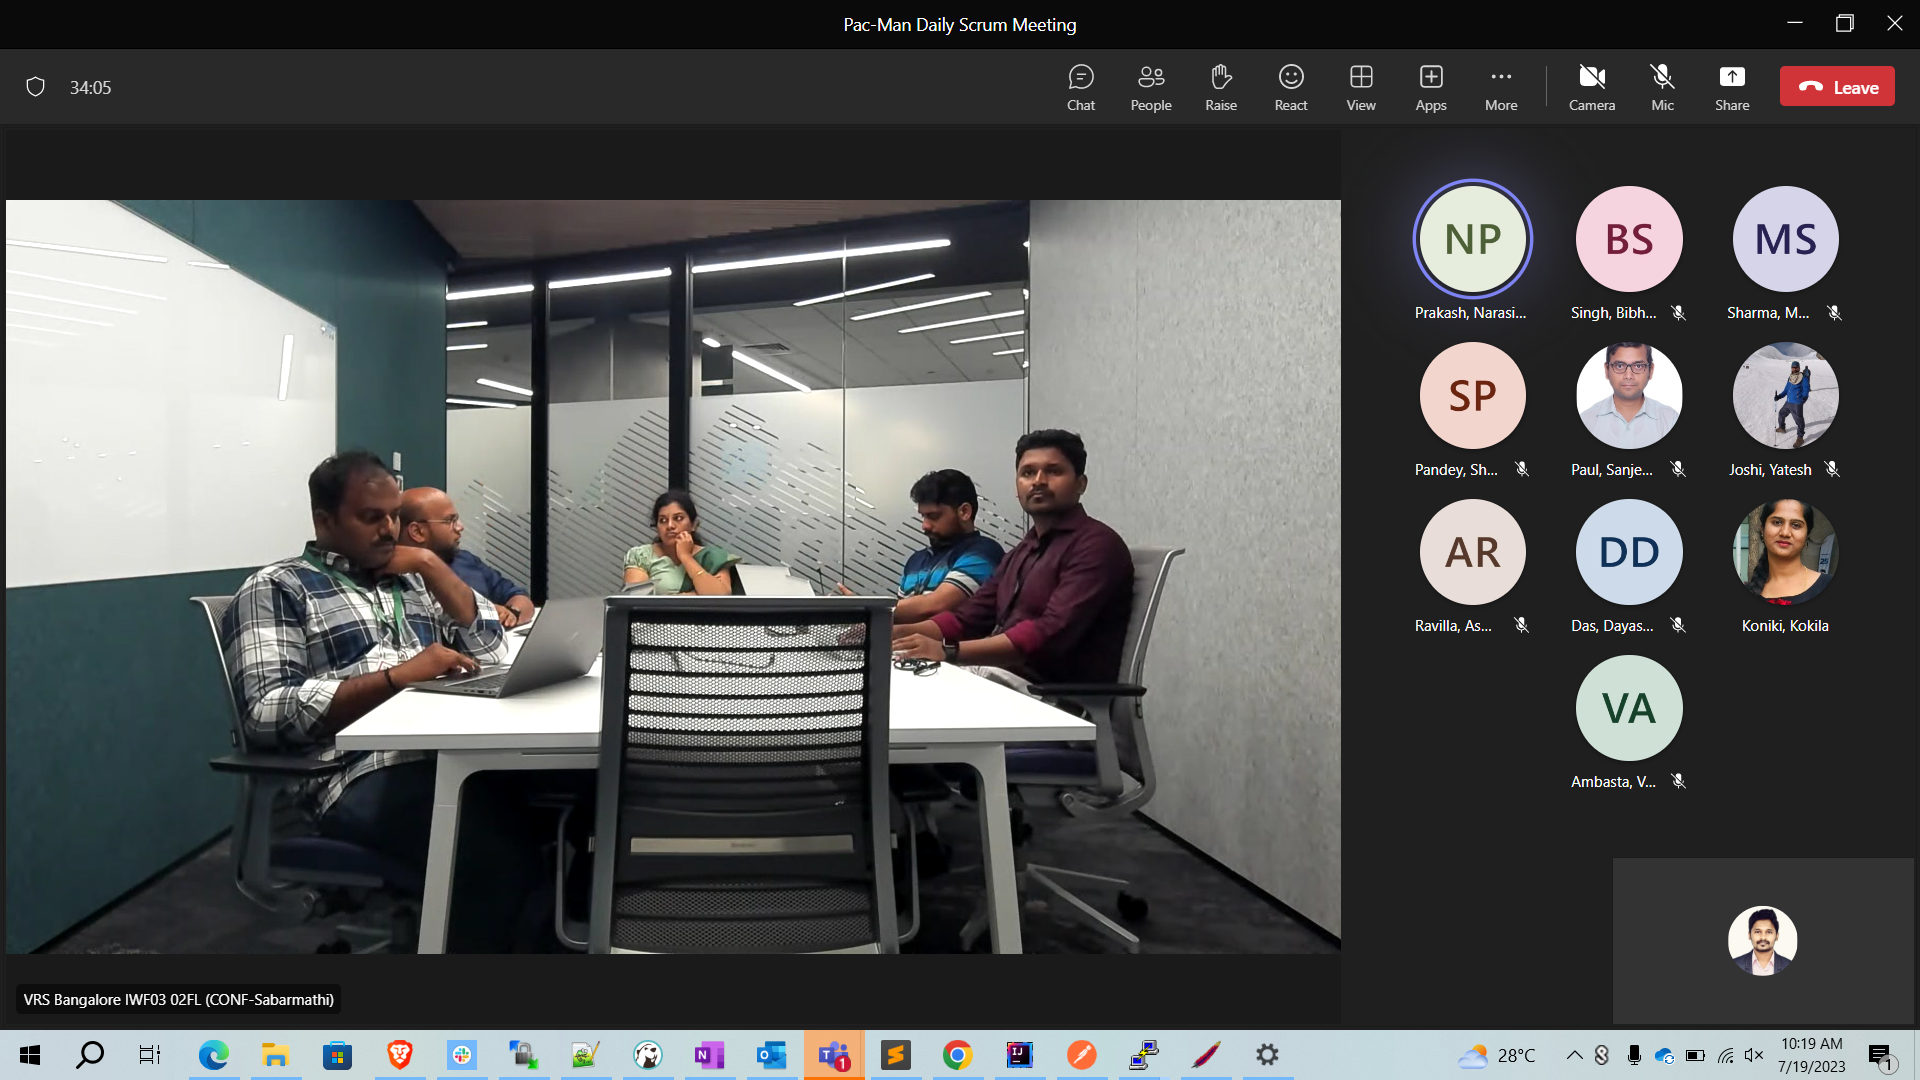 Pac-Man Daily Scrum Meeting
34:05
Chat
People
Raise
React
View
Apps
More
Camera
Mic
Share
Leave
NP
BS
MS
Prakash, Narasi...
Singh, Bibh...
Sharma, M...
SP
Pandey, Sh...
Paul, Sanje...
Joshi, Yatesh
AR
DD
Ravilla, As...
Das, Dayas...
Koniki, Kokila
VA
Ambasta, V...
VRS Bangalore IWF03 02FL (CONF-Sabarmathi)
28°C
10:19 AM
7/19/2023
1
1